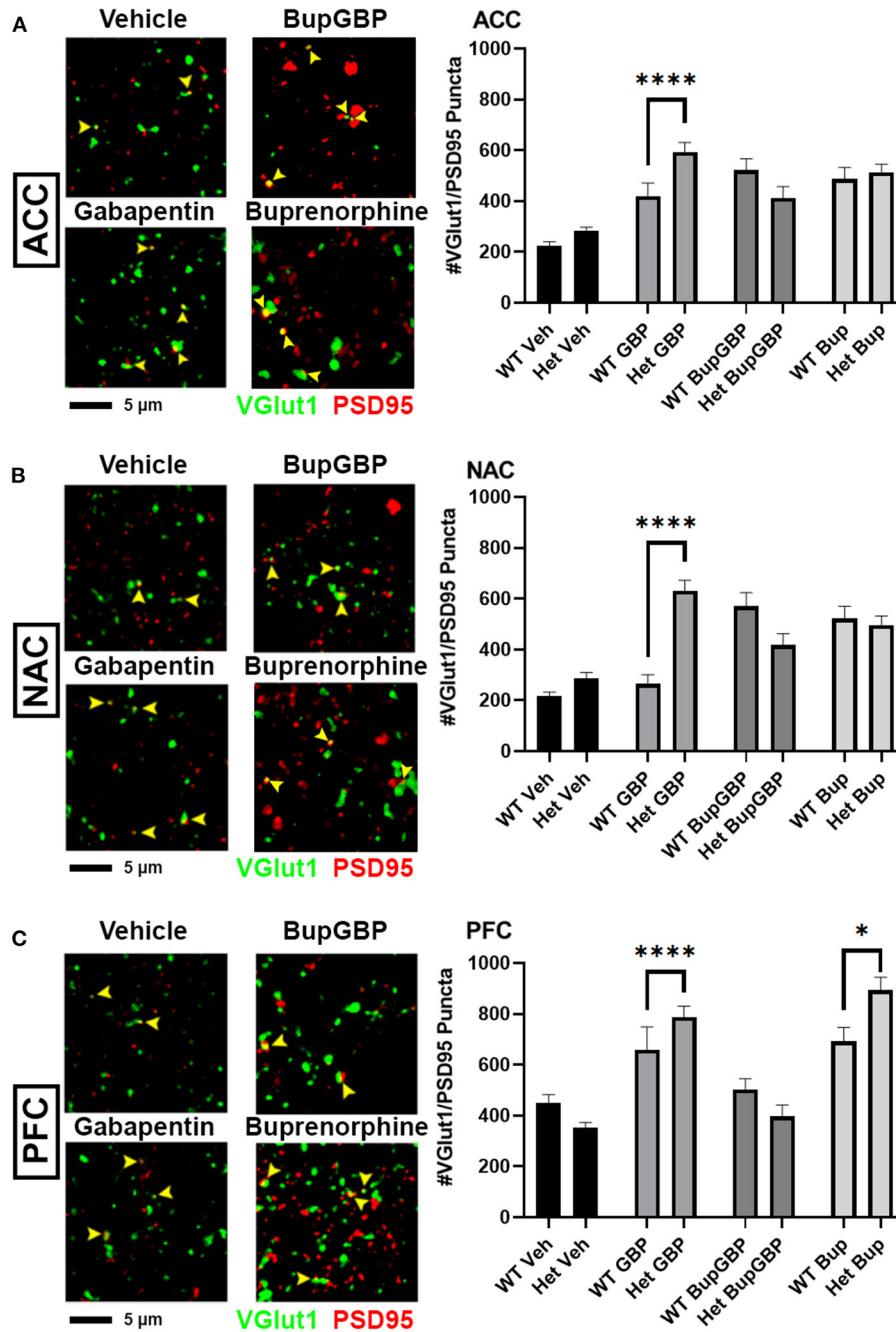 A
Vehicle
BupGBP
ACC
Gabapentin
Buprenorphine
5 µm
VGlut1 PSD95
ACC
#VGlut1/PSD95 Puncta
1000
800
600
400
200
0
****
WT Veh
Het Veh
WT GBP
Het GBP
WT BupGBP
Het BupGBP
WT Bup
Het Bup
B
Vehicle
BupGBP
NAC
Gabapentin
Buprenorphine
5 µm
VGlut1 PSD95
NAC
#VGlut1/PSD95 Puncta
1000
800
600
400
200
0
****
WT Veh
Het Veh
WT GBP
Het GBP
WT BupGBP
Het BupGBP
WT Bup
Het Bup
C
Vehicle
BupGBP
PFC
Gabapentin
Buprenorphine
5 µm
VGlut1 PSD95
PFC
#VGlut1/PSD95 Puncta
1000
800
600
400
200
0
****
*
WT Veh
Het Veh
WT GBP
Het GBP
WT BupGBP
Het BupGBP
WT Bup
Het Bup